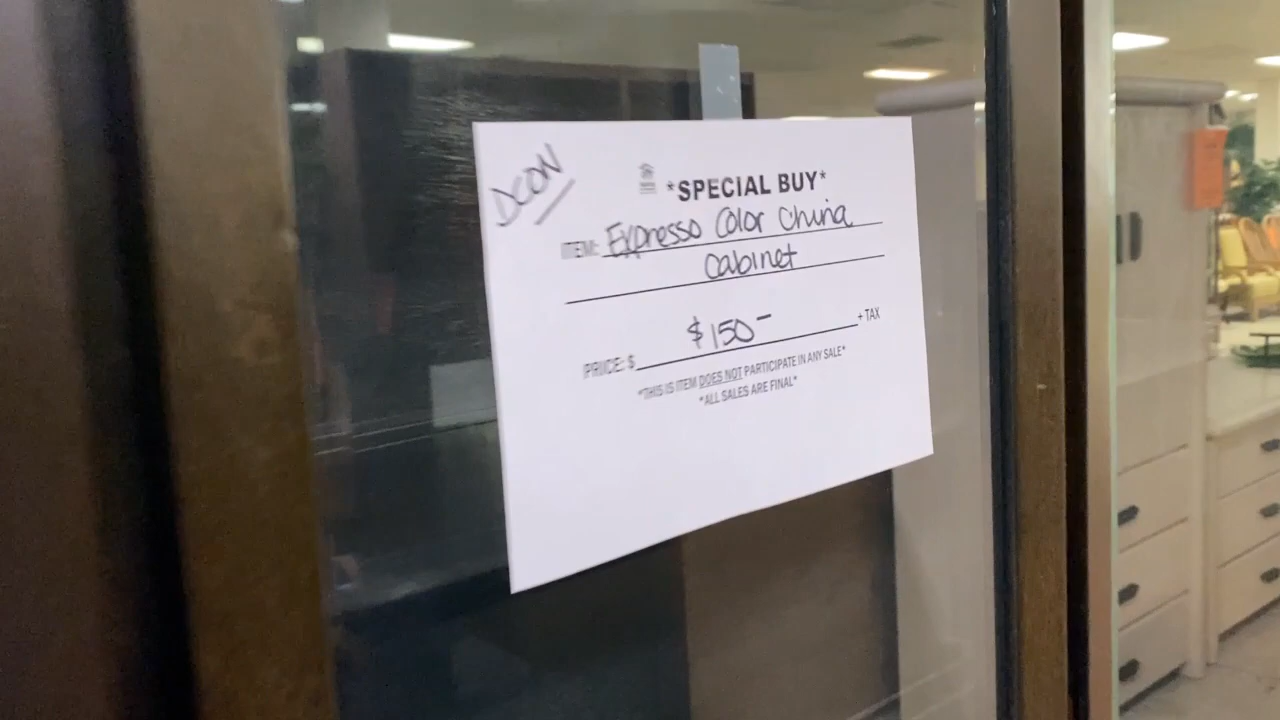 DCON
*SPECIAL BUY*
ITEM: Expresso Color China
Cabinet
PRICE: $ $150- + TAX
*THIS IS ITEM DOES NOT PARTICIPATE IN ANY SALE*
*ALL SALES ARE FINAL*